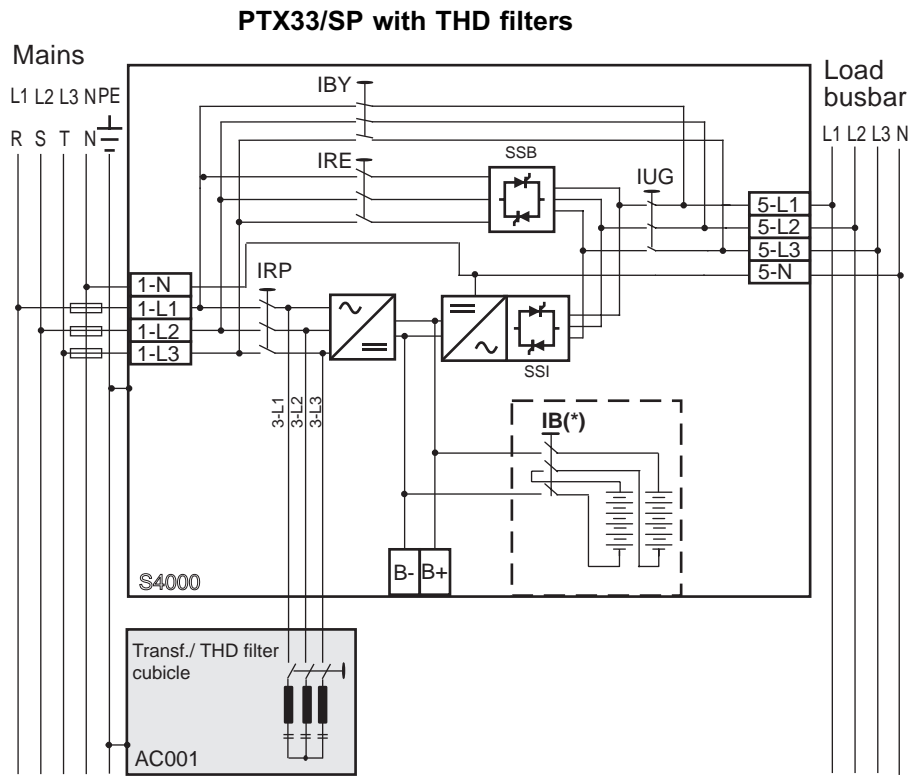 PTX33/SP with THD filters
Mains
Load
busbar
L1 L2 L3 N PE
R S T N
L1 L2 L3 N
IBY
IRE
SSB
IUG
5-L1
5-L2
5-L3
5-N
IRP
1-N
1-L1
1-L2
1-L3
SSI
3-L1
3-L2
3-L3
IB(*)
B-
B+
S4000
Transf./ THD filter
cubicle
AC001